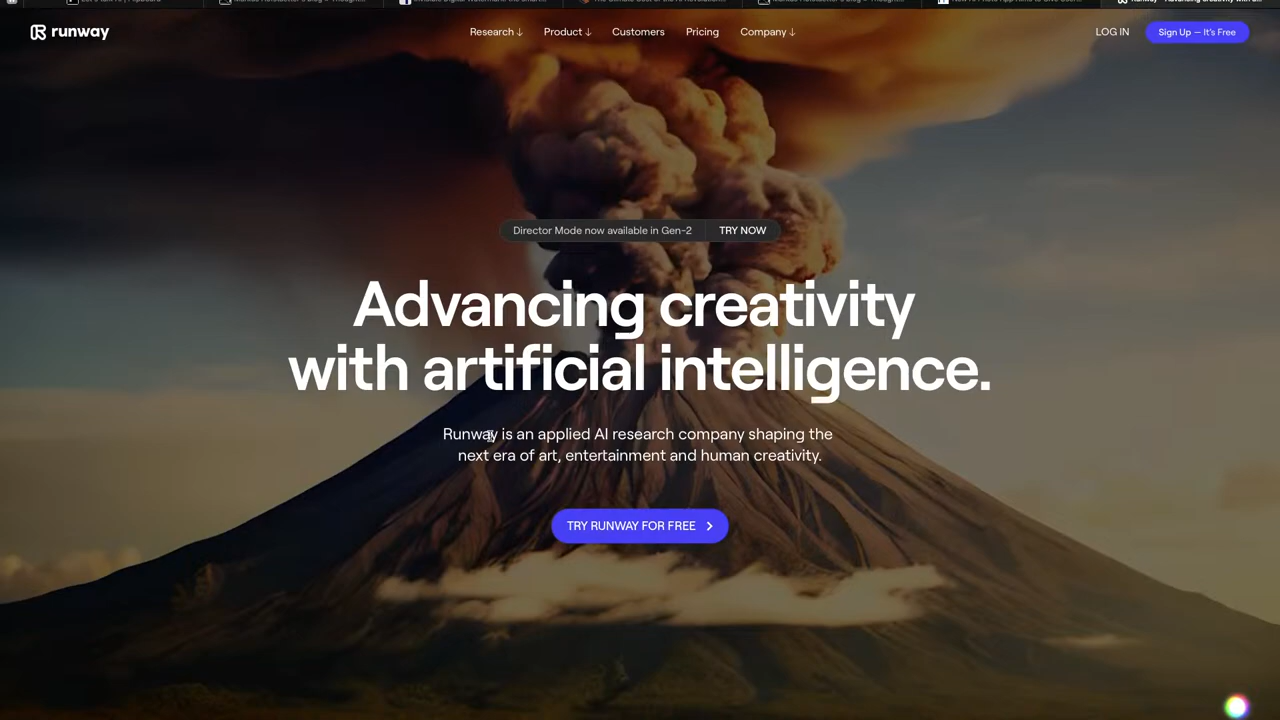 runway
Research ↓ Product ↓ Customers Pricing Company ↓
LOG IN
Sign Up — It's Free
Director Mode now available in Gen-2 TRY NOW
Advancing creativity
with artificial intelligence.
Runway is an applied AI research company shaping the
next era of art, entertainment and human creativity.
TRY RUNWAY FOR FREE